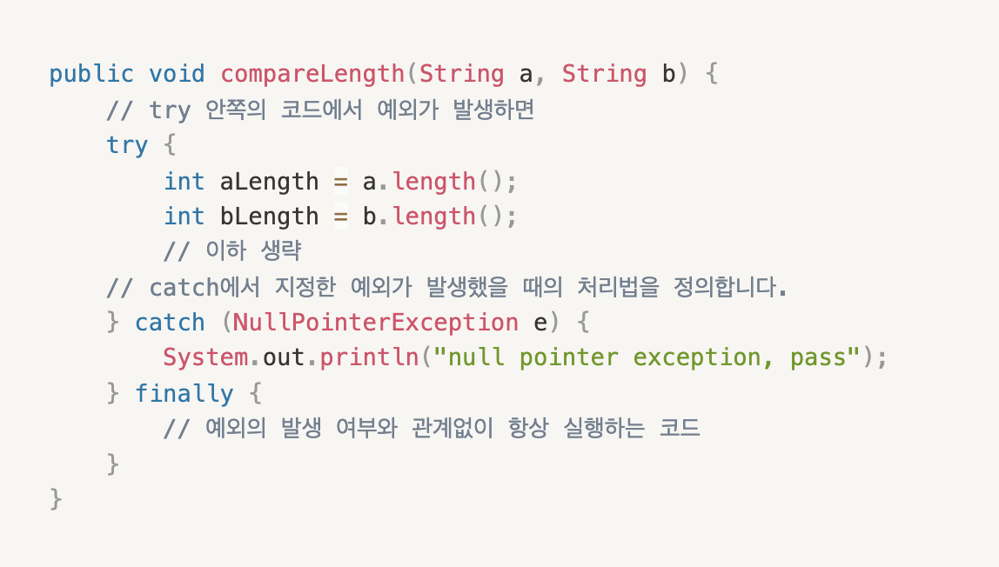 public void compareLength(String a, String b) {
// try 안쪽의 코드에서 예외가 발생하면
try {
int aLength = a.length();
int bLength = b.length();
// 이하 생략
// catch에서 지정한 예외가 발생했을 때의 처리법을 정의합니다.
} catch (NullPointerException e) {
System.out.println("null pointer exception, pass");
} finally {
// 예외의 발생 여부와 관계없이 항상 실행하는 코드
}
}